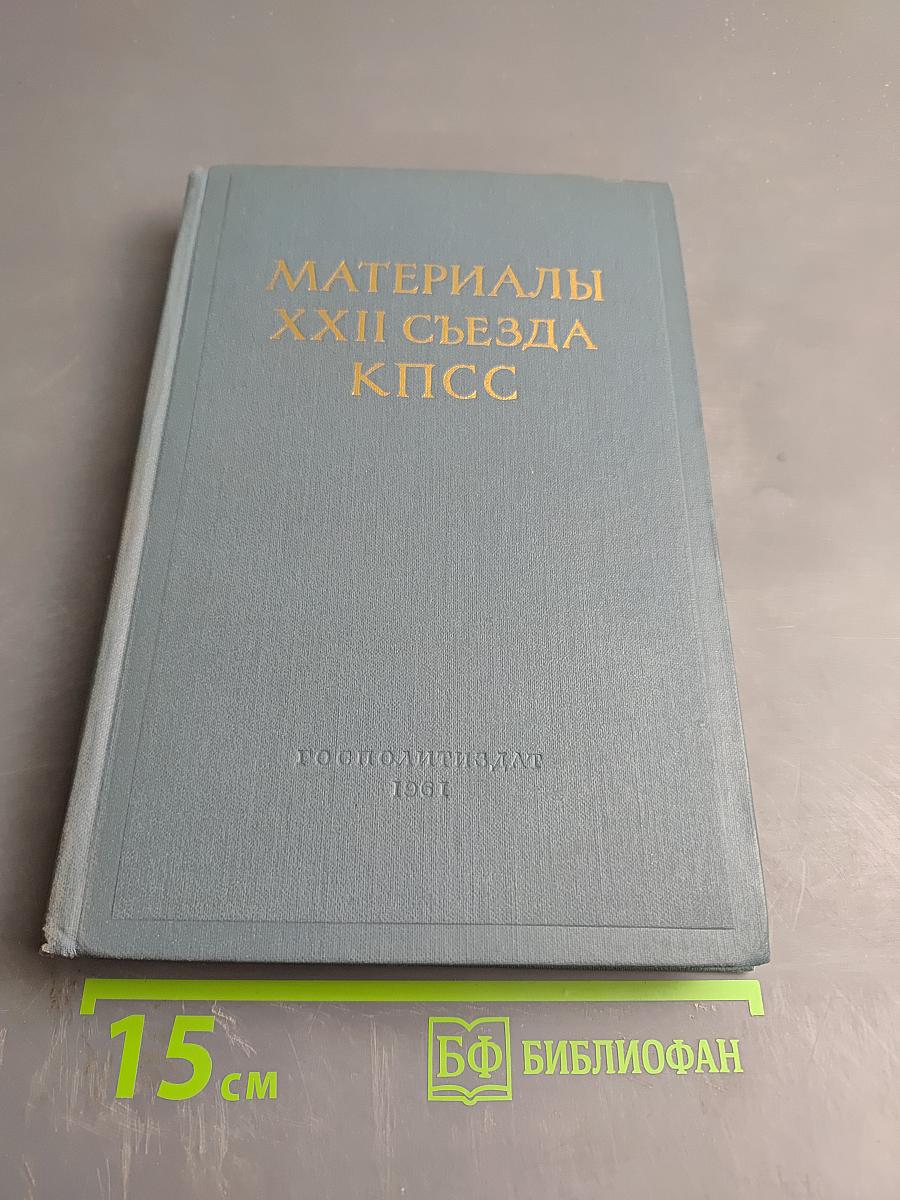 МАТЕРИАЛЫ
XXII СЪЕЗДА
КПСС
ГОСПОЛИТИЗДАТ
1961
15 см
БФ БИБЛИОФАН